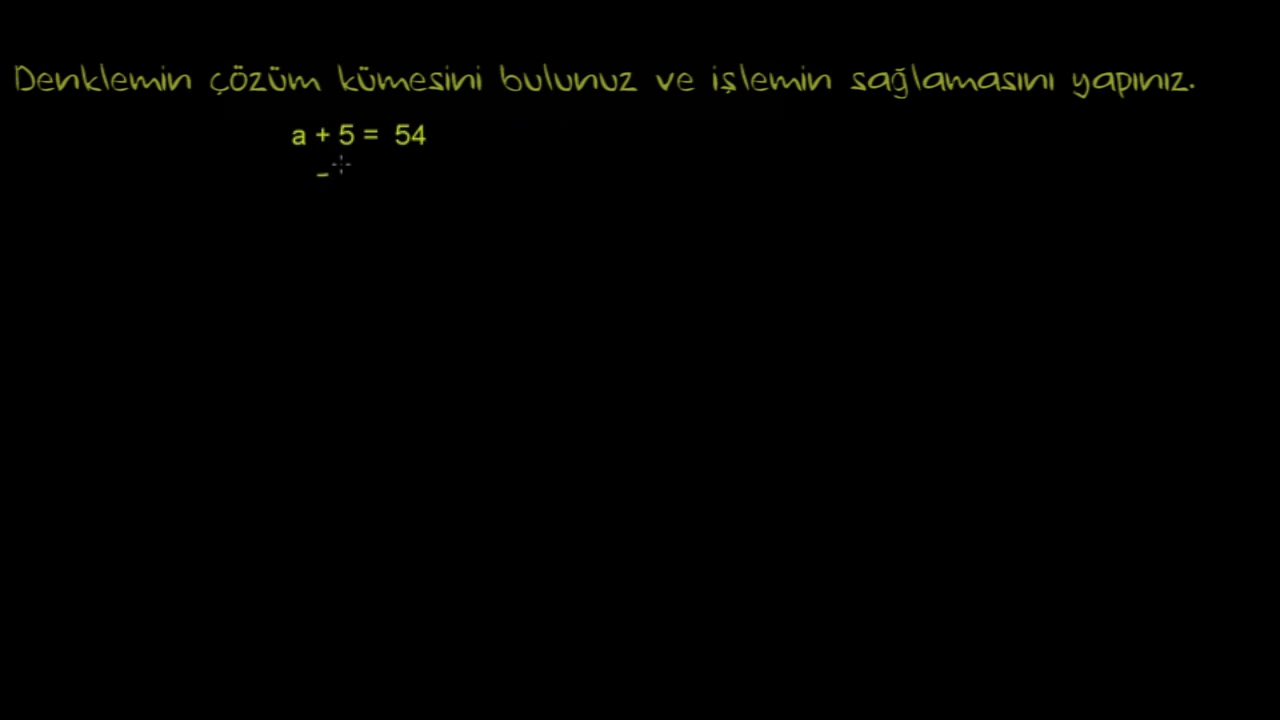 Denklemin çözüm kümesini bulunuz ve işlemin sağlamasını yapınız.
a + 5 = 54
-